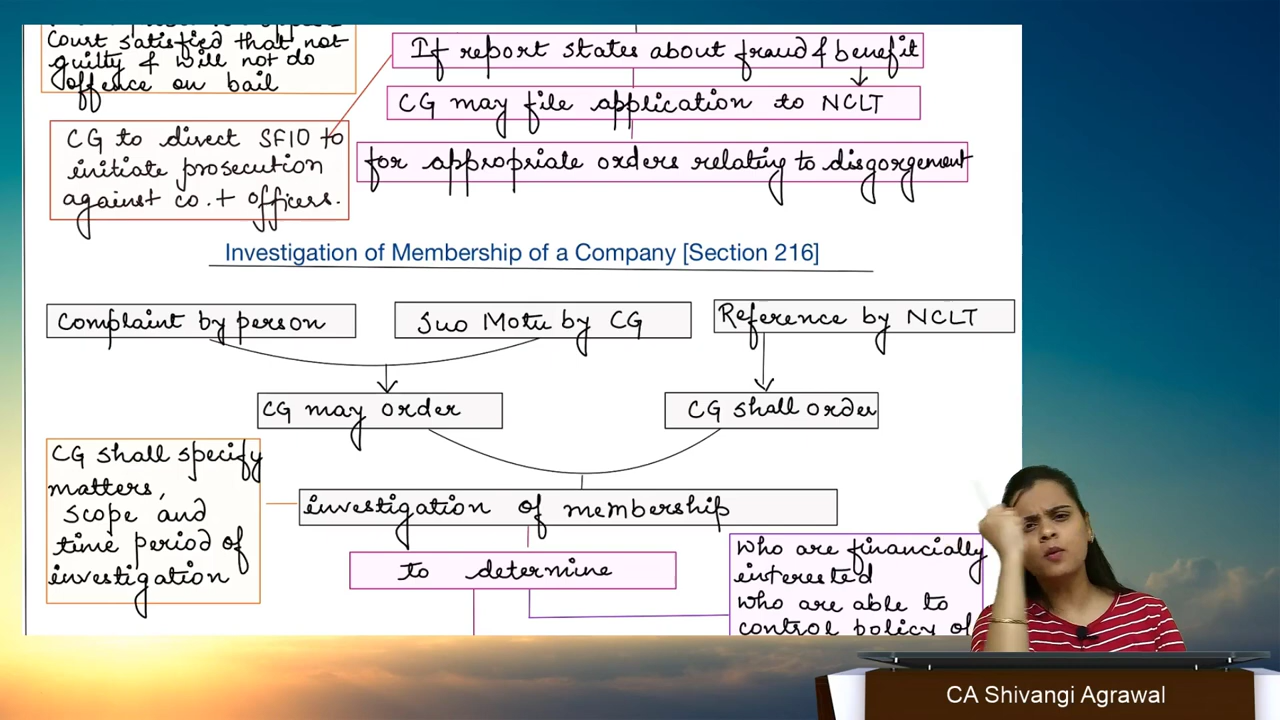 Court satisfied that not
guilty & will not do
offence on bail
If report states about fraud & benefit
CG may file application to NCLT
for appropriate orders relating to disgorgement
CG to direct SFIO to
initiate prosecution
against co. + officers.
Investigation of Membership of a Company [Section 216]
Complaint by person
Suo Motu by CG
Reference by NCLT
CG may order
CG shall order
CG shall specify
matters,
scope and
time period of
investigation
investigation of membership
to determine
who are financially
interested
who are able to
control policy of
CA Shivangi Agrawal